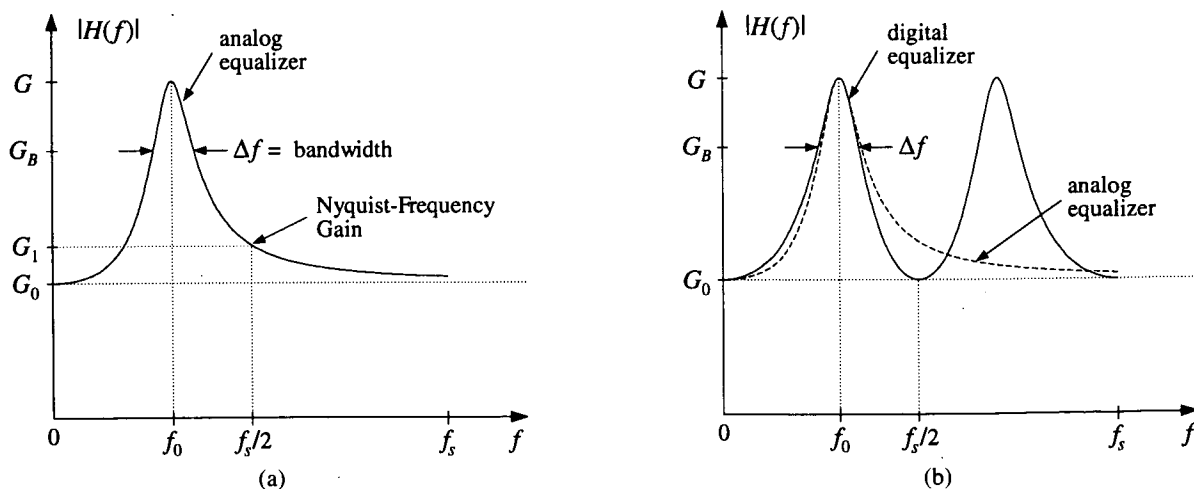 |H(f)|
analog
equalizer
G
G_B
Δf = bandwidth
Nyquist-Frequency
Gain
G_1
G_0
0
f_0
f_s/2
f_s
f
(a)
|H(f)|
digital
equalizer
G
G_B
Δf
analog
equalizer
G_0
0
f_0
f_s/2
f_s
f
(b)